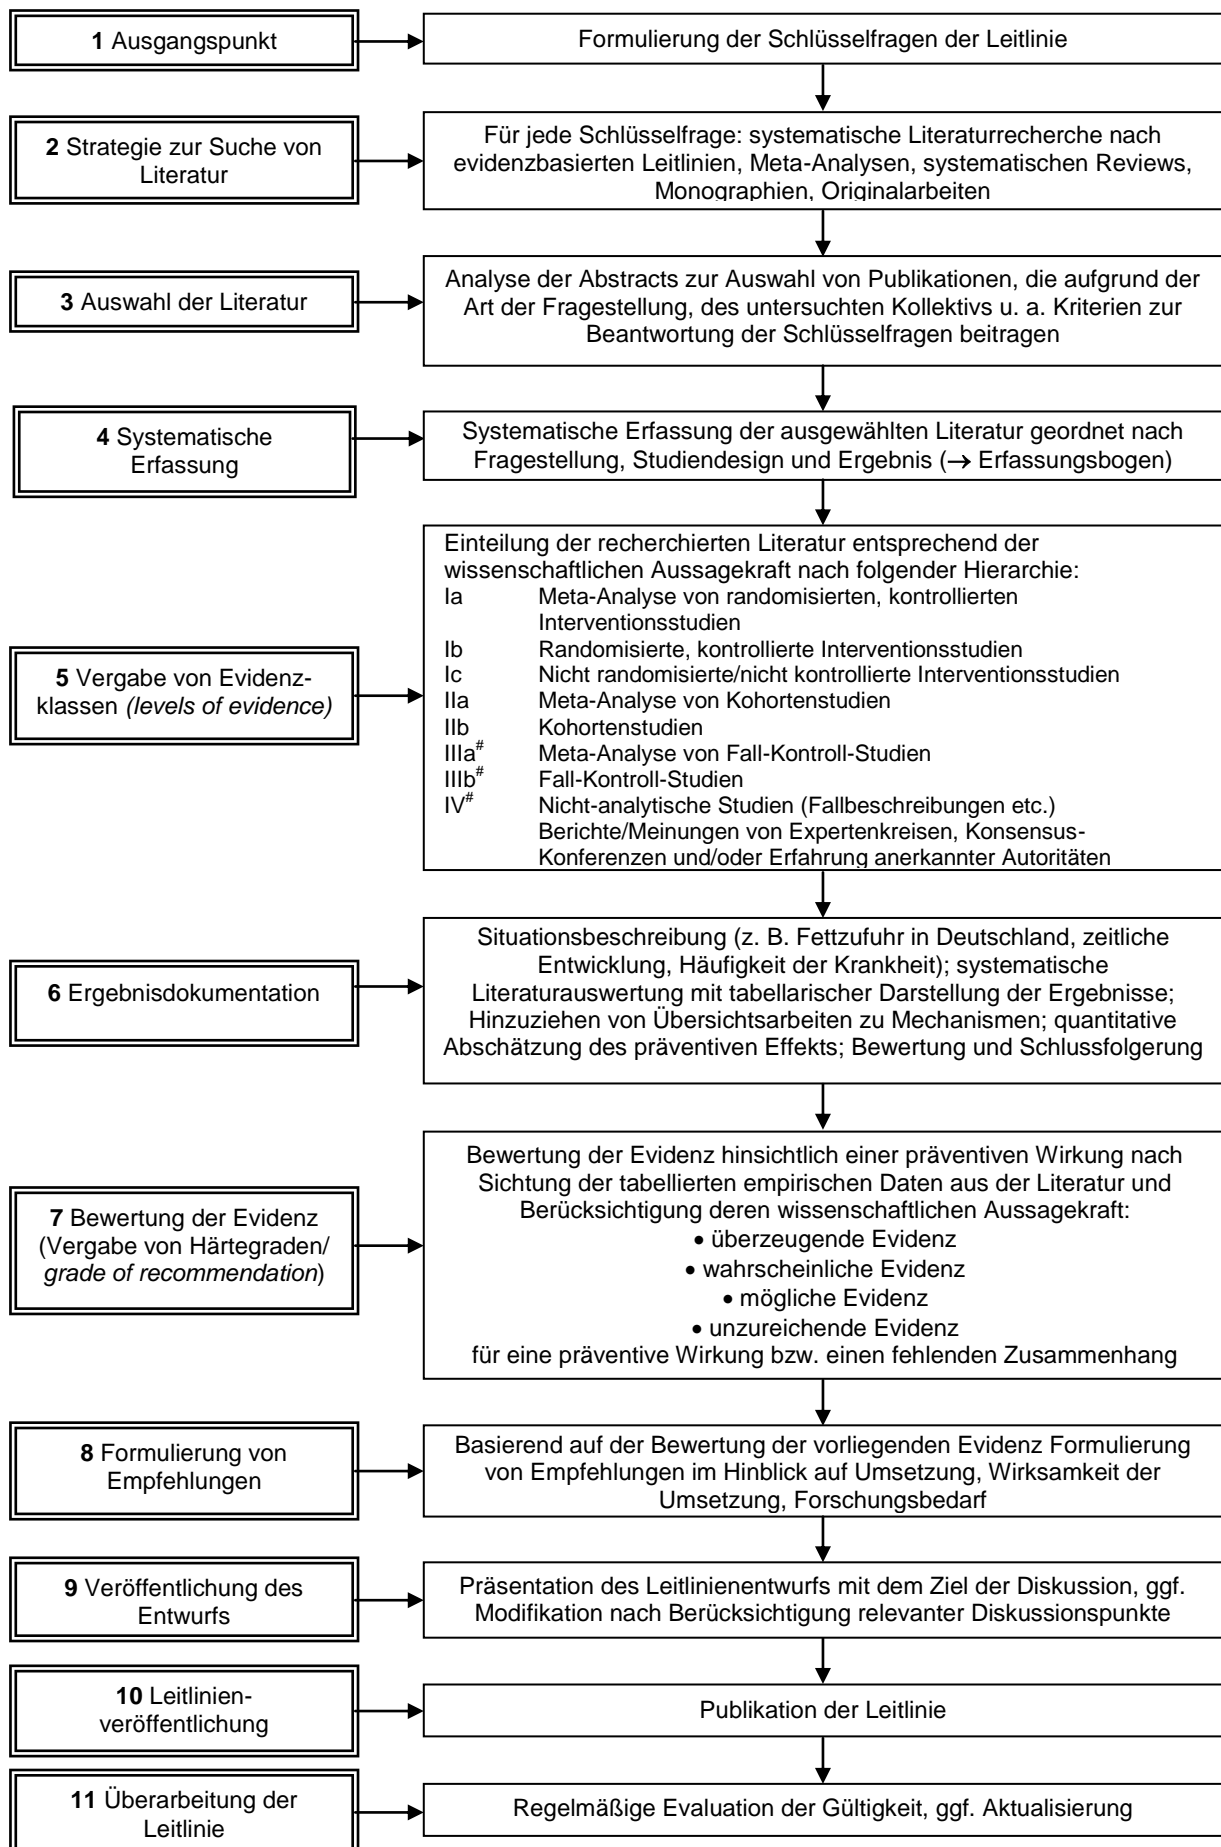 1 Ausgangspunkt
Formulierung der Schlüsselfragen der Leitlinie
2 Strategie zur Suche von
Literatur
Für jede Schlüsselfrage: systematische Literaturrecherche nach
evidenzbasierten Leitlinien, Meta-Analysen, systematischen Reviews,
Monographien, Originalarbeiten
3 Auswahl der Literatur
Analyse der Abstracts zur Auswahl von Publikationen, die aufgrund der
Art der Fragestellung, des untersuchten Kollektivs u. a. Kriterien zur
Beantwortung der Schlüsselfragen beitragen
4 Systematische
Erfassung
Systematische Erfassung der ausgewählten Literatur geordnet nach
Fragestellung, Studiendesign und Ergebnis (→ Erfassungsbogen)
5 Vergabe von Evidenz-
klassen (levels of evidence)
Einteilung der recherchierten Literatur entsprechend der
wissenschaftlichen Aussagekraft nach folgender Hierarchie:
Ia Meta-Analyse von randomisierten, kontrollierten
Interventionsstudien
Ib Randomisierte, kontrollierte Interventionsstudien
Ic Nicht randomisierte/nicht kontrollierte Interventionsstudien
IIa Meta-Analyse von Kohortenstudien
IIb Kohortenstudien
IIIa# Meta-Analyse von Fall-Kontroll-Studien
IIIb# Fall-Kontroll-Studien
IV# Nicht-analytische Studien (Fallbeschreibungen etc.)
Berichte/Meinungen von Expertenkreisen, Konsensus-
Konferenzen und/oder Erfahrung anerkannter Autoritäten
6 Ergebnisdokumentation
Situationsbeschreibung (z. B. Fettzufuhr in Deutschland, zeitliche
Entwicklung, Häufigkeit der Krankheit); systematische
Literaturauswertung mit tabellarischer Darstellung der Ergebnisse;
Hinzuziehen von Übersichtsarbeiten zu Mechanismen; quantitative
Abschätzung des präventiven Effekts; Bewertung und Schlussfolgerung
7 Bewertung der Evidenz
(Vergabe von Härtegraden/
grade of recommendation)
Bewertung der Evidenz hinsichtlich einer präventiven Wirkung nach
Sichtung der tabellierten empirischen Daten aus der Literatur und
Berücksichtigung deren wissenschaftlichen Aussagekraft:
• überzeugende Evidenz
• wahrscheinliche Evidenz
• mögliche Evidenz
• unzureichende Evidenz
für eine präventive Wirkung bzw. einen fehlenden Zusammenhang
8 Formulierung von
Empfehlungen
Basierend auf der Bewertung der vorliegenden Evidenz Formulierung
von Empfehlungen im Hinblick auf Umsetzung, Wirksamkeit der
Umsetzung, Forschungsbedarf
9 Veröffentlichung des
Entwurfs
Präsentation des Leitlinienentwurfs mit dem Ziel der Diskussion, ggf.
Modifikation nach Berücksichtigung relevanter Diskussionspunkte
10 Leitlinien-
veröffentlichung
Publikation der Leitlinie
11 Überarbeitung der
Leitlinie
Regelmäßige Evaluation der Gültigkeit, ggf. Aktualisierung